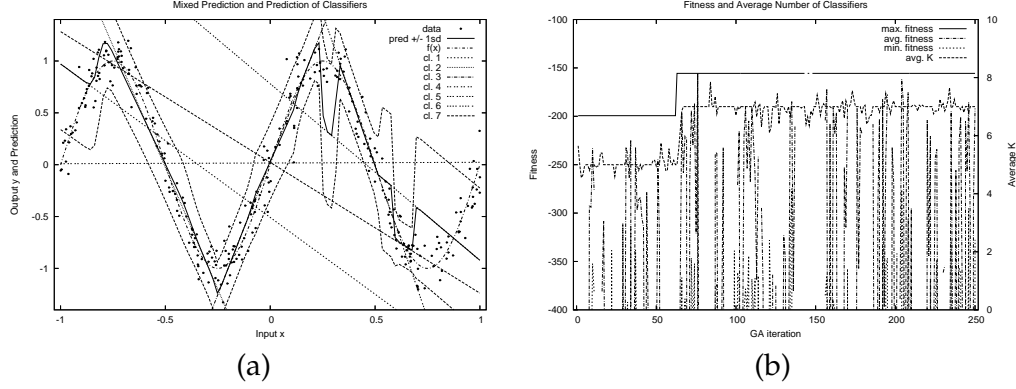 Mixed Prediction and Prediction of Classifiers
data
pred +/- 1sd
f(x)
cl. 1
cl. 2
cl. 3
cl. 4
cl. 5
cl. 6
cl. 7
Output y and Prediction
1
0.5
0
-0.5
-1
-1
-0.5
0
0.5
1
Input x
(a)
Fitness and Average Number of Classifiers
max. fitness
avg. fitness
min. fitness
avg. K
Fitness
-100
-150
-200
-250
-300
-350
-400
0
50
100
150
200
250
GA iteration
10
8
6
4
2
0
Average K
(b)